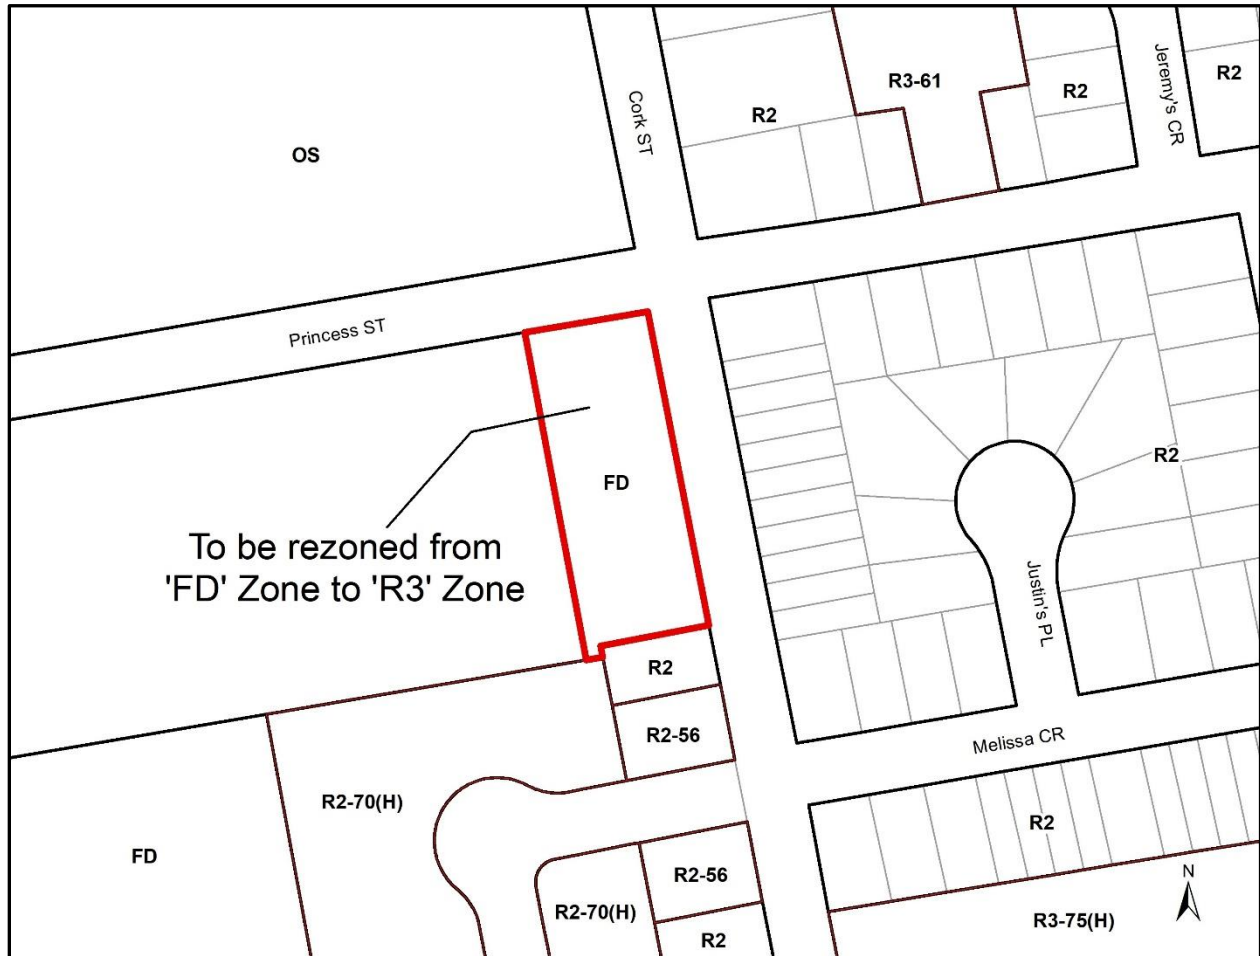 Jeremy's CR
R2
R3-61
R2
R2
Cork ST
OS
Princess ST
R2
FD
To be rezoned from
'FD' Zone to 'R3' Zone
Justin's PL
R2
R2-56
Melissa CR
R2-70(H)
R2
FD
R2-56
N
R2-70(H)
R3-75(H)
R2